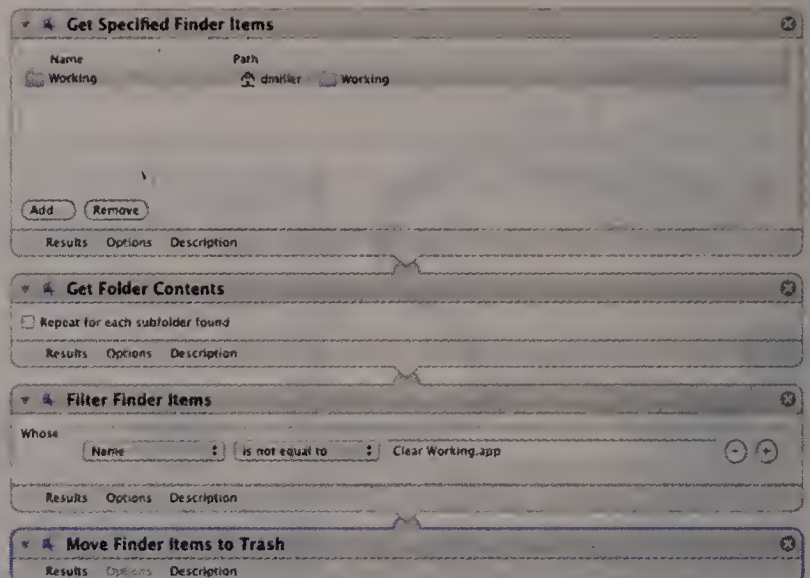 Get Specified Finder Items
Name Path
Working dmisler Working
Add Remove
Results Options Description
Get Folder Contents
Repeat for each subfolder found
Results Options Description
Filter Finder Items
Whose
Name is not equal to Clear Working.app
Results Options Description
Move Finder Items to Trash
Results Options Description